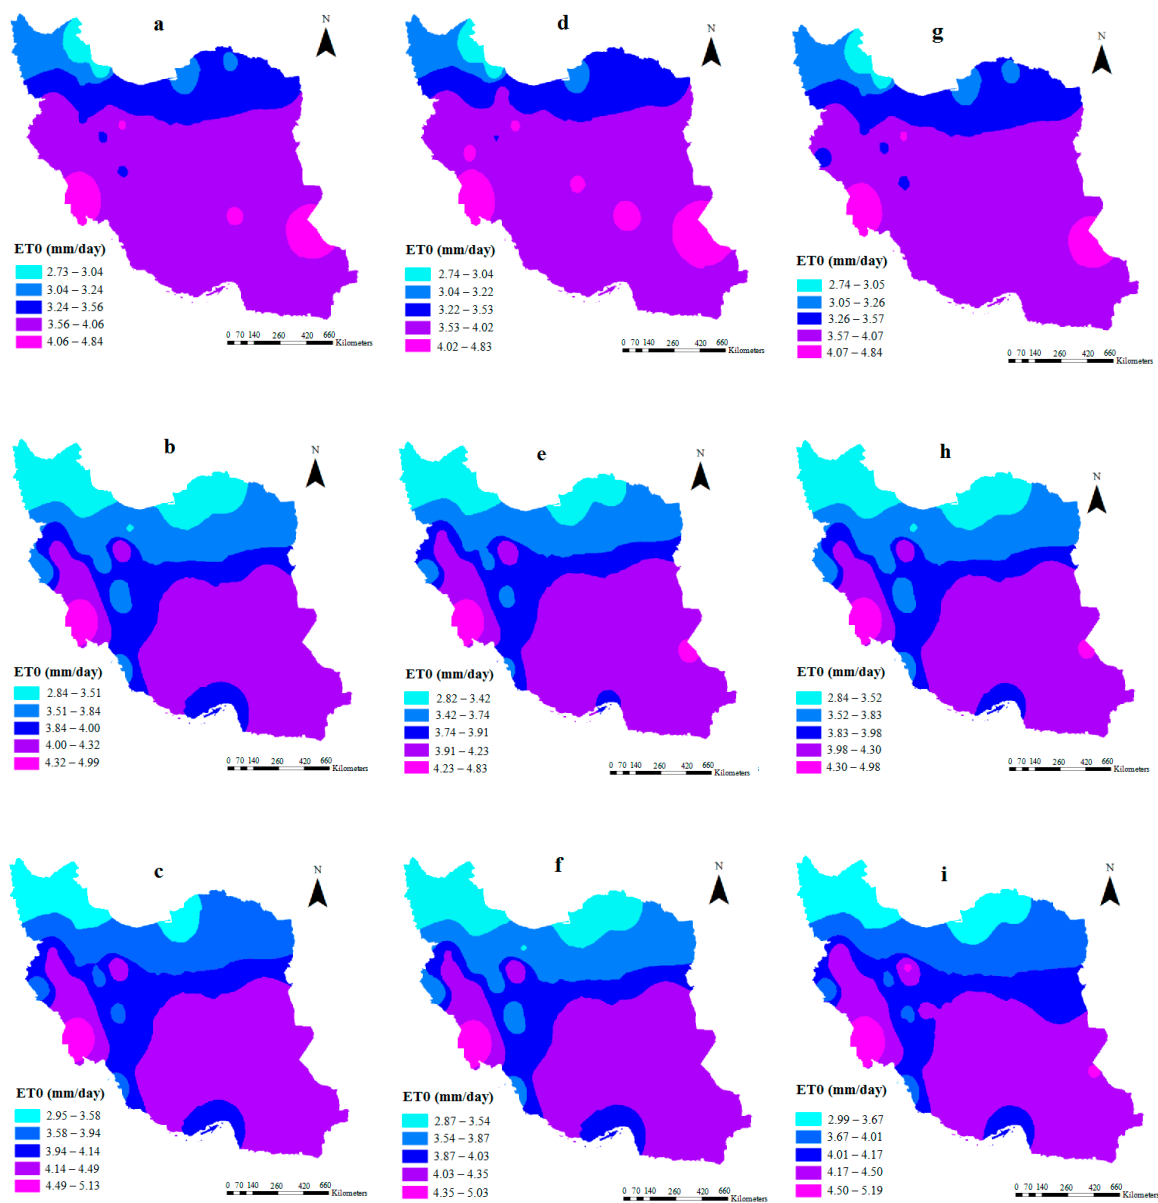 a
N
ET0 (mm/day)
2.73 – 3.04
3.04 – 3.24
3.24 – 3.56
3.56 – 4.06
4.06 – 4.84
0 70 140 260 420 660
Kilometers
d
N
ET0 (mm/day)
2.74 – 3.04
3.04 – 3.22
3.22 – 3.53
3.53 – 4.02
4.02 – 4.83
0 70 140 260 420 660
Kilometers
g
N
ET0 (mm/day)
2.74 – 3.05
3.05 – 3.26
3.26 – 3.57
3.57 – 4.07
4.07 – 4.84
0 70 140 260 420 660
Kilometers
b
N
ET0 (mm/day)
2.84 – 3.51
3.51 – 3.84
3.84 – 4.00
4.00 – 4.32
4.32 – 4.99
0 70 140 260 420 660
Kilometers
e
N
ET0 (mm/day)
2.82 – 3.42
3.42 – 3.74
3.74 – 3.91
3.91 – 4.23
4.23 – 4.83
0 70 140 260 420 660
Kilometers
h
N
ET0 (mm/day)
2.84 – 3.52
3.52 – 3.83
3.83 – 3.98
3.98 – 4.30
4.30 – 4.98
0 70 140 260 420 660
Kilometers
c
N
ET0 (mm/day)
2.95 – 3.58
3.58 – 3.94
3.94 – 4.14
4.14 – 4.49
4.49 – 5.13
0 70 140 260 420 660
Kilometers
f
N
ET0 (mm/day)
2.87 – 3.54
3.54 – 3.87
3.87 – 4.03
4.03 – 4.35
4.35 – 5.03
0 70 140 260 420 660
Kilometers
i
N
ET0 (mm/day)
2.99 – 3.67
3.67 – 4.01
4.01 – 4.17
4.17 – 4.50
4.50 – 5.19
0 70 140 260 420 660
Kilometers